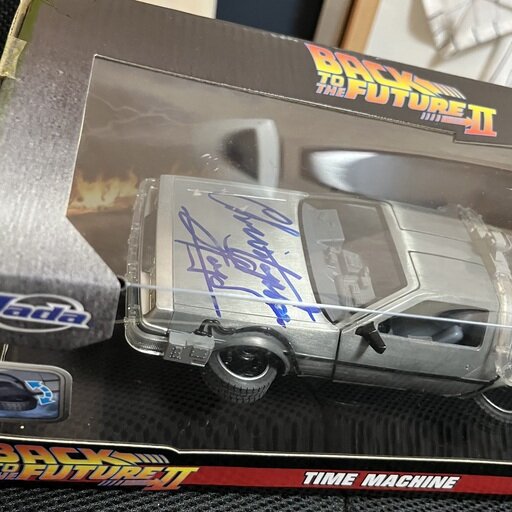 BACK
TO THE
FUTURE II
Jada
BACK
TO THE
FUTURE II
TIME MACHINE